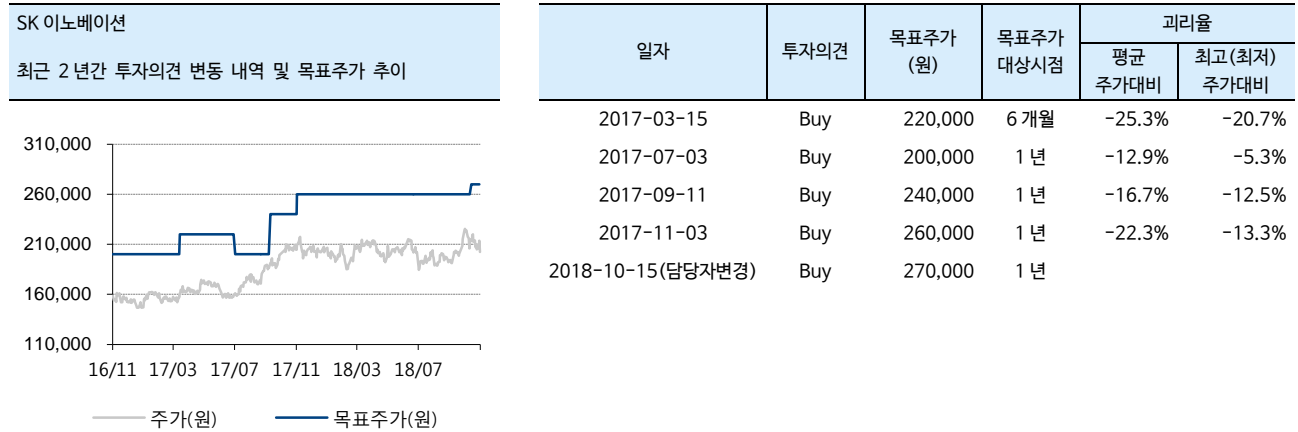 SK 이노베이션
최근 2 년간 투자의견 변동 내역 및 목표주가 추이
310,000
260,000
210,000
160,000
110,000
16/11 17/03 17/07 17/11 18/03 18/07
주가(원) 목표주가(원)
일자 투자의견 목표주가 (원) 목표주가 대상시점 괴리율
평균 주가대비 최고(최저) 주가대비
2017-03-15 Buy 220,000 6 개월 -25.3% -20.7%
2017-07-03 Buy 200,000 1 년 -12.9% -5.3%
2017-09-11 Buy 240,000 1 년 -16.7% -12.5%
2017-11-03 Buy 260,000 1 년 -22.3% -13.3%
2018-10-15(담당자변경) Buy 270,000 1 년